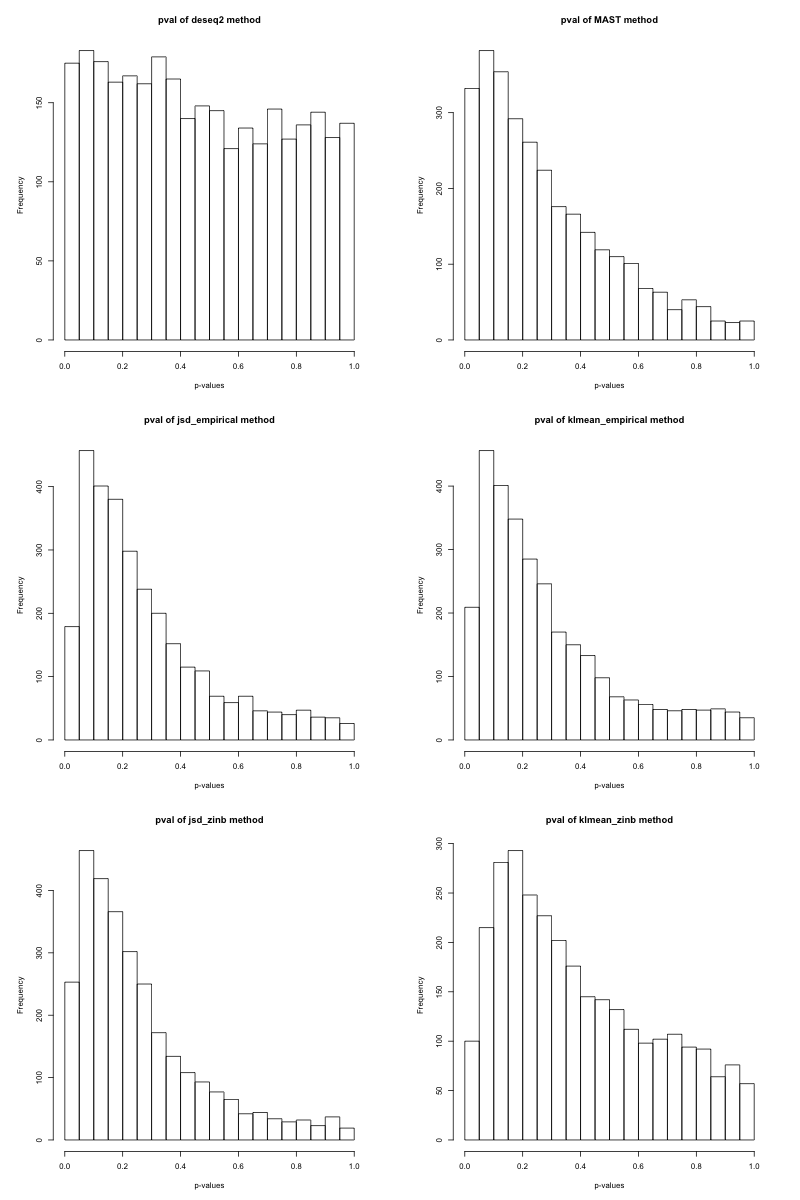 pval of deseq2 method
Frequency
150
100
50
0
0.0 0.2 0.4 0.6 0.8 1.0
p-values
pval of MAST method
Frequency
300
200
100
0
0.0 0.2 0.4 0.6 0.8 1.0
p-values
pval of jsd_empirical method
Frequency
400
300
200
100
0
0.0 0.2 0.4 0.6 0.8 1.0
p-values
pval of klmean_empirical method
Frequency
400
300
200
100
0
0.0 0.2 0.4 0.6 0.8 1.0
p-values
pval of jsd_zinb method
Frequency
400
300
200
100
0
0.0 0.2 0.4 0.6 0.8 1.0
p-values
pval of klmean_zinb method
Frequency
300
250
200
150
100
50
0
0.0 0.2 0.4 0.6 0.8 1.0
p-values